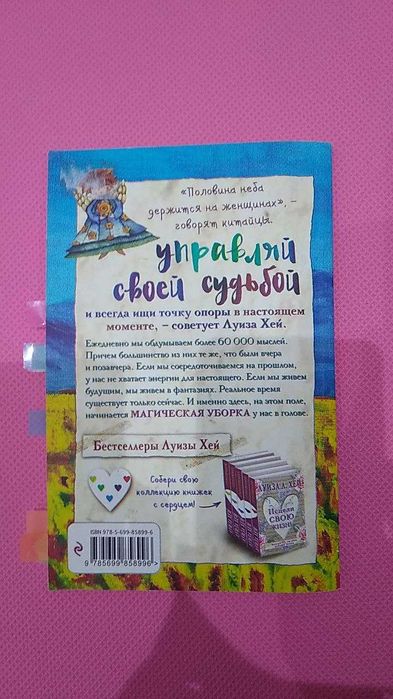 «Половина неба
держится на женщинах», –
говорят китайцы.
управляй
своей судьбой
и всегда ищи точку опоры в настоящем
моменте, – советует Луиза Хей.
Ежедневно мы обдумываем более 60 000 мыслей.
Причем большинство из них те же, что были вчера
и позавчера. Если мы сосредоточиваемся на прошлом,
у нас не хватает энергии для настоящего. Если мы живем
будущим, мы живем в фантазиях. Реальное время
существует только сейчас. И именно здесь, на этом поле,
начинается МАГИЧЕСКАЯ УБОРКА у нас в голове.
Бестселлеры Луизы Хей
Собери свою
коллекцию книжек
с сердцем!
ЛУИЗА Л. ХЕЙ
Исцели
СВОЮ
жизнь
ISBN 978-5-699-85899-6
9 785699 858996